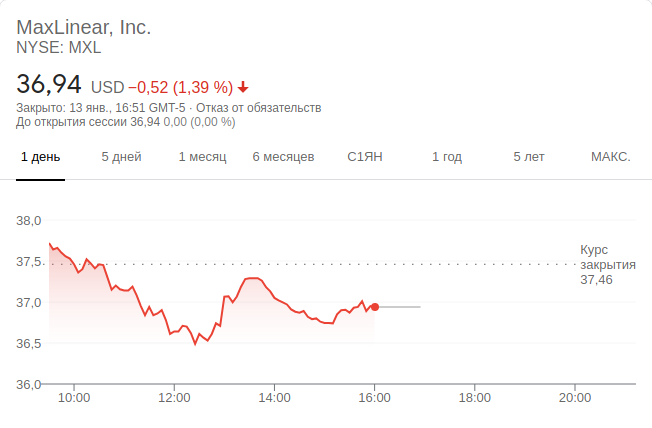 MaxLinear, Inc.
NYSE: MXL
36,94 USD −0,52 (1,39 %)
Закрыто: 13 янв., 16:51 GMT-5 · Отказ от обязательств
До открытия сессии 36,94 0,00 (0,00 %)
1 день 5 дней 1 месяц 6 месяцев С1ЯН 1 год 5 лет МАКС.
38,0
37,5
37,0
36,5
36,0
Курс
закрытия
37,46
10:00 12:00 14:00 16:00 18:00 20:00